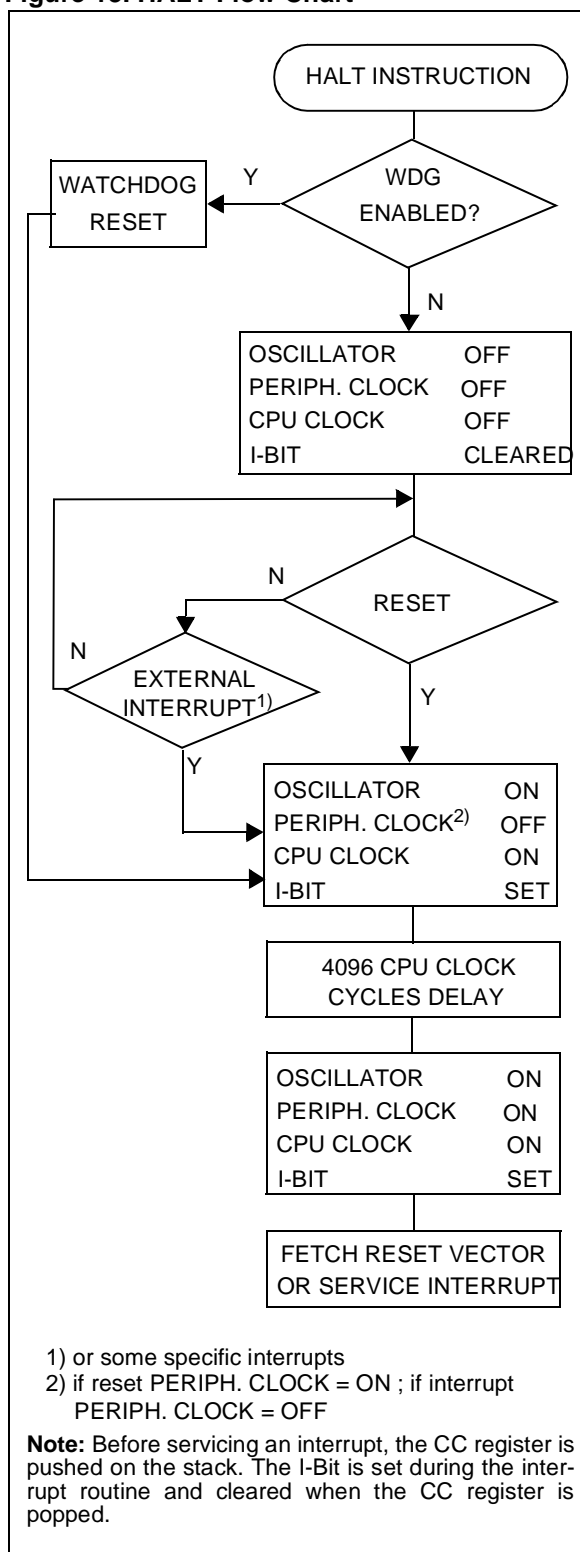 Figure 18. HALT Flow Chart
HALT INSTRUCTION
WDG
ENABLED?
Y
WATCHDOG
RESET
N
OSCILLATOR OFF
PERIPH. CLOCK OFF
CPU CLOCK OFF
I-BIT CLEARED
RESET
N
EXTERNAL
INTERRUPT1)
N
Y
Y
OSCILLATOR ON
PERIPH. CLOCK2) OFF
CPU CLOCK ON
I-BIT SET
4096 CPU CLOCK
CYCLES DELAY
OSCILLATOR ON
PERIPH. CLOCK ON
CPU CLOCK ON
I-BIT SET
FETCH RESET VECTOR
OR SERVICE INTERRUPT
1) or some specific interrupts
2) if reset PERIPH. CLOCK = ON ; if interrupt
PERIPH. CLOCK = OFF
Note: Before servicing an interrupt, the CC register is
pushed on the stack. The I-Bit is set during the inter-
rupt routine and cleared when the CC register is
popped.